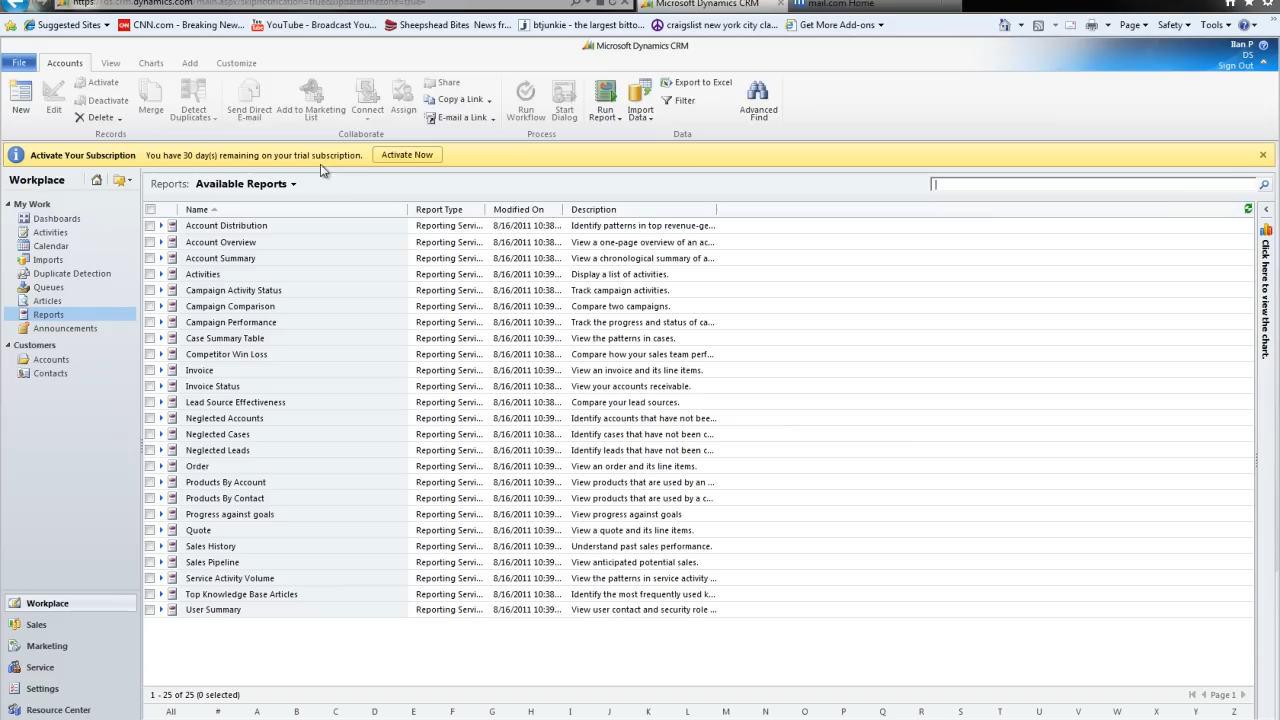 Microsoft Dynamics CRM
mail.com Home
Suggested Sites
CNN.com - Breaking New...
YouTube - Broadcast You...
Sheepshead Bites News fr...
btjunkie - the largest bitto...
craigslist new york city clas...
Get More Add-ons
Page
Safety
Tools
Microsoft Dynamics CRM
Ilan P
DS
Sign Out
File
Accounts
View
Charts
Add
Customize
New
Edit
Activate
Deactivate
Delete
Merge
Detect Duplicates
Records
Send Direct E-mail
Add to Marketing List
Connect
Assign
Share
Copy a Link
E-mail a Link
Collaborate
Run Workflow
Start Dialog
Process
Run Report
Import Data
Export to Excel
Filter
Advanced Find
Data
Activate Your Subscription You have 30 day(s) remaining on your trial subscription. Activate Now
Workplace
My Work
Dashboards
Activities
Calendar
Imports
Duplicate Detection
Queues
Articles
Reports
Announcements
Customers
Accounts
Contacts
Workplace
Sales
Marketing
Service
Settings
Resource Center
Reports: Available Reports
Name Report Type Modified On Description
Account Distribution Reporting Servi... 8/16/2011 10:38... Identify patterns in top revenue-ge...
Account Overview Reporting Servi... 8/16/2011 10:38... View a one-page overview of an ac...
Account Summary Reporting Servi... 8/16/2011 10:38... View a chronological summary of a...
Activities Reporting Servi... 8/16/2011 10:39... Display a list of activities.
Campaign Activity Status Reporting Servi... 8/16/2011 10:38... Track campaign activities.
Campaign Comparison Reporting Servi... 8/16/2011 10:39... Compare two campaigns.
Campaign Performance Reporting Servi... 8/16/2011 10:39... Track the progress and status of ca...
Case Summary Table Reporting Servi... 8/16/2011 10:39... View the patterns in cases.
Competitor Win Loss Reporting Servi... 8/16/2011 10:38... Compare how your sales team perf...
Invoice Reporting Servi... 8/16/2011 10:39... View an invoice and its line items.
Invoice Status Reporting Servi... 8/16/2011 10:38... View your accounts receivable.
Lead Source Effectiveness Reporting Servi... 8/16/2011 10:38... Compare your lead sources.
Neglected Accounts Reporting Servi... 8/16/2011 10:39... Identify accounts that have not bee...
Neglected Cases Reporting Servi... 8/16/2011 10:38... Identify cases that have not been c...
Neglected Leads Reporting Servi... 8/16/2011 10:39... Identify leads that have not been c...
Order Reporting Servi... 8/16/2011 10:39... View an order and its line items.
Products By Account Reporting Servi... 8/16/2011 10:39... View products that are used by an ...
Products By Contact Reporting Servi... 8/16/2011 10:39... View products that are used by a c...
Progress against goals Reporting Servi... 8/16/2011 10:39... View progress against goals
Quote Reporting Servi... 8/16/2011 10:39... View a quote and its line items.
Sales History Reporting Servi... 8/16/2011 10:39... Understand past sales performance.
Sales Pipeline Reporting Servi... 8/16/2011 10:39... View anticipated potential sales.
Service Activity Volume Reporting Servi... 8/16/2011 10:39... View the patterns in service activity ...
Top Knowledge Base Articles Reporting Servi... 8/16/2011 10:38... Identify the most frequently used k...
User Summary Reporting Servi... 8/16/2011 10:39... View user contact and security role ...
Click here to view the chart.
1 - 25 of 25 (0 selected)
Page 1
All # A B C D E F G H I J K L M N O P Q R S T U V W X Y Z